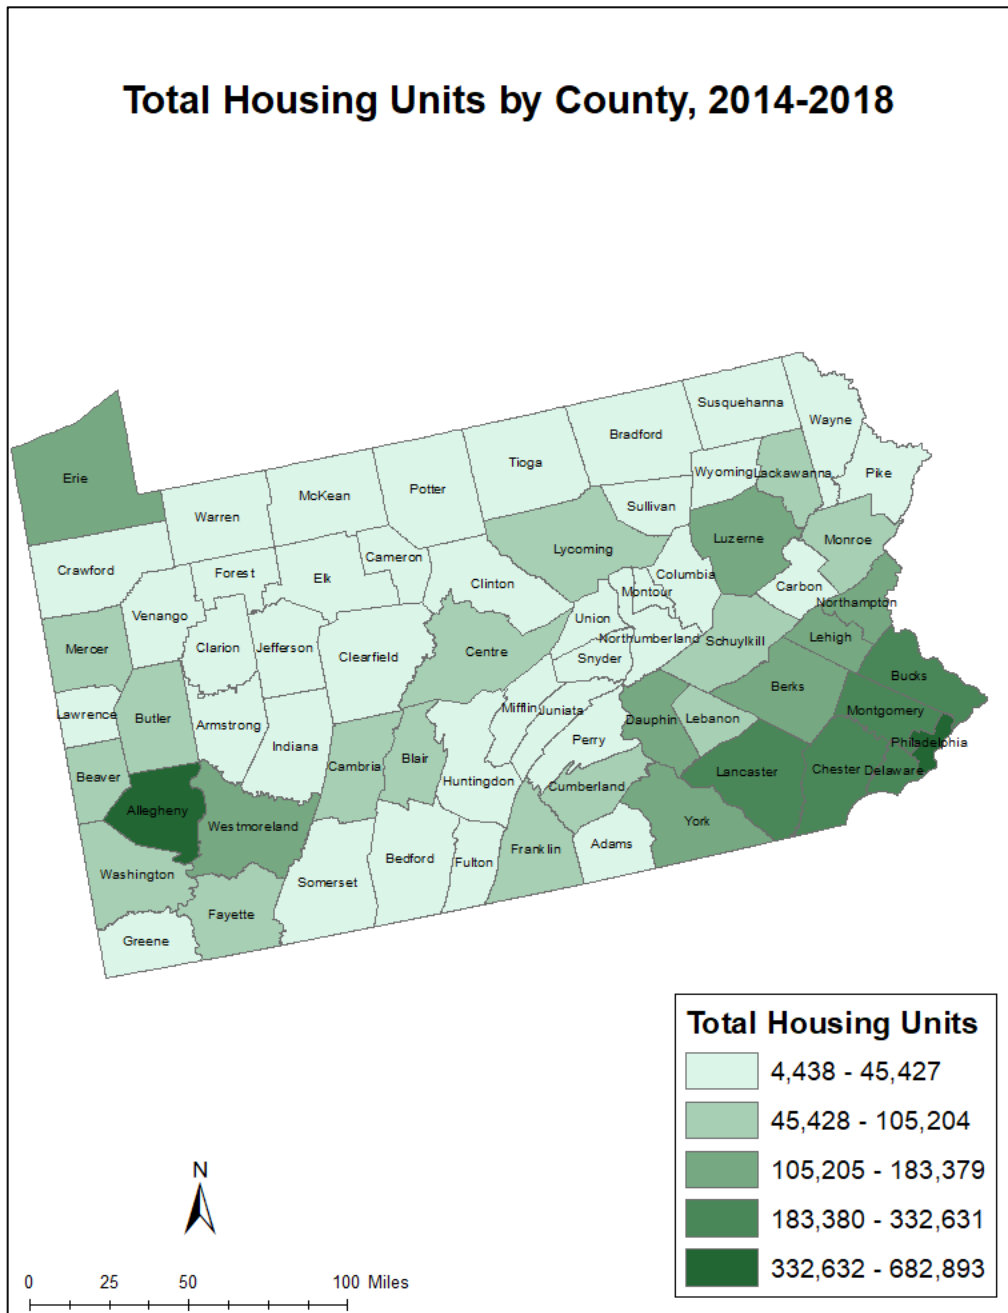 Total Housing Units by County, 2014-2018
Susquehanna
Wayne
Bradford
Tioga
Erie
Wyoming
Lackawanna
Pike
Potter
McKean
Warren
Sullivan
Luzerne
Monroe
Lycoming
Cameron
Crawford
Forest
Elk
Clinton
Columbia
Carbon
Montour
Northampton
Venango
Union
Northumberland
Lehigh
Schuylkill
Mercer
Clarion
Jefferson
Clearfield
Centre
Snyder
Bucks
Berks
Mifflin
Juniata
Montgomery
Lawrence
Butler
Armstrong
Dauphin
Lebanon
Perry
Indiana
Philadelphia
Blair
Cambria
Beaver
Huntingdon
Cumberland
Lancaster
Chester
Delaware
Allegheny
Westmoreland
York
Franklin
Adams
Bedford
Fulton
Washington
Somerset
Fayette
Greene
Total Housing Units
4,438 - 45,427
45,428 - 105,204
105,205 - 183,379
183,380 - 332,631
332,632 - 682,893
N
0 25 50 100 Miles